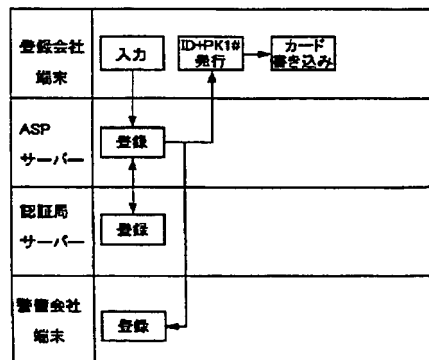 登録会社
端末
入力
ID+PK1#
発行
カード
書き込み
ASP
サーバー
登録
認証局
サーバー
登録
警備会社
端末
登録